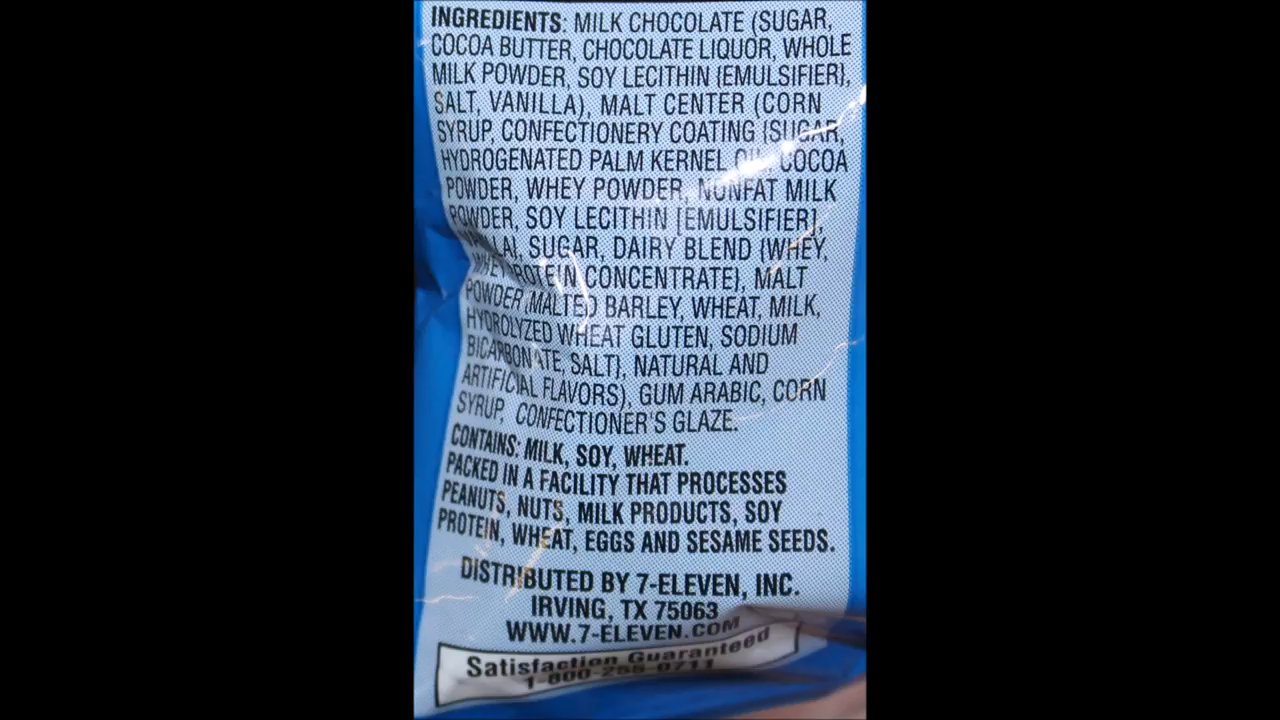 INGREDIENTS: MILK CHOCOLATE (SUGAR,
COCOA BUTTER, CHOCOLATE LIQUOR, WHOLE
MILK POWDER, SOY LECITHIN {EMULSIFIER},
SALT, VANILLA), MALT CENTER (CORN
SYRUP, CONFECTIONERY COATING {SUGAR,
HYDROGENATED PALM KERNEL OIL, COCOA
POWDER, WHEY POWDER, NONFAT MILK
POWDER, SOY LECITHIN [EMULSIFIER],
VANILLA}, SUGAR, DAIRY BLEND {WHEY,
WHEY PROTEIN CONCENTRATE}, MALT
POWDER {MALTED BARLEY, WHEAT, MILK,
HYDROLYZED WHEAT GLUTEN, SODIUM
BICARBONATE, SALT}, NATURAL AND
ARTIFICIAL FLAVORS), GUM ARABIC, CORN
SYRUP, CONFECTIONER'S GLAZE.
CONTAINS: MILK, SOY, WHEAT.
PACKED IN A FACILITY THAT PROCESSES
PEANUTS, NUTS, MILK PRODUCTS, SOY
PROTEIN, WHEAT, EGGS AND SESAME SEEDS.
DISTRIBUTED BY 7-ELEVEN, INC.
IRVING, TX 75063
WWW.7-ELEVEN.COM
Satisfaction Guaranteed
1-800-255-0711